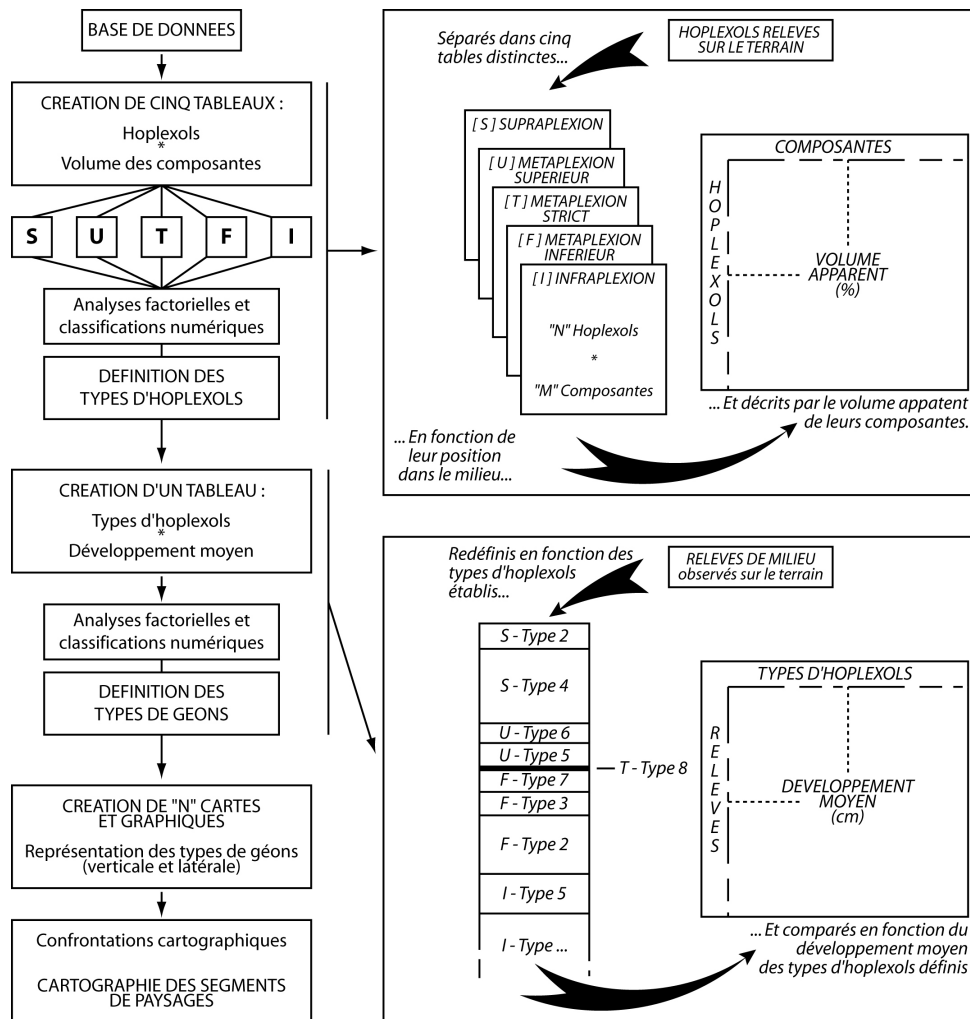 BASE DE DONNEES
CREATION DE CINQ TABLEAUX :
Hoplexols
*
Volume des composantes
S U T F I
Analyses factorielles et
classifications numériques
DEFINITION DES
TYPES D'HOPLEXOLS
CREATION D'UN TABLEAU :
Types d'hoplexols
*
Développement moyen
Analyses factorielles et
classifications numériques
DEFINITION DES
TYPES DE GEONS
CREATION DE "N" CARTES
ET GRAPHIQUES
Représentation des types de géons
(verticale et latérale)
Confrontations cartographiques
CARTOGRAPHIE DES SEGMENTS
DE PAYSAGES
Séparés dans cinq
tables distinctes...
HOPLEXOLS RELEVES
SUR LE TERRAIN
[ S ] SUPRAPLEXION
[ U ] METAPLEXION
SUPERIEUR
[ T ] METAPLEXION
STRICT
[ F ] METAPLEXION
INFERIEUR
[ I ] INFRAPLEXION
"N" Hoplexols
*
"M" Composantes
COMPOSANTES
HOPLEXOLS
VOLUME
APPARENT
(%)
...Et décrits par le volume appatent
de leurs composantes.
...En fonction de
leur position
dans le milieu...
Redéfinis en fonction des
types d'hoplexols
établis...
RELEVES DE MILIEU
observés sur le terrain
S - Type 2
S - Type 4
U - Type 6
U - Type 5
T - Type 8
F - Type 7
F - Type 3
F - Type 2
I - Type 5
I - Type ...
TYPES D'HOPLEXOLS
RELEVES
DEVELOPPEMENT
MOYEN
(cm)
...Et comparés en fonction du
développement moyen
des types d'hoplexols définis